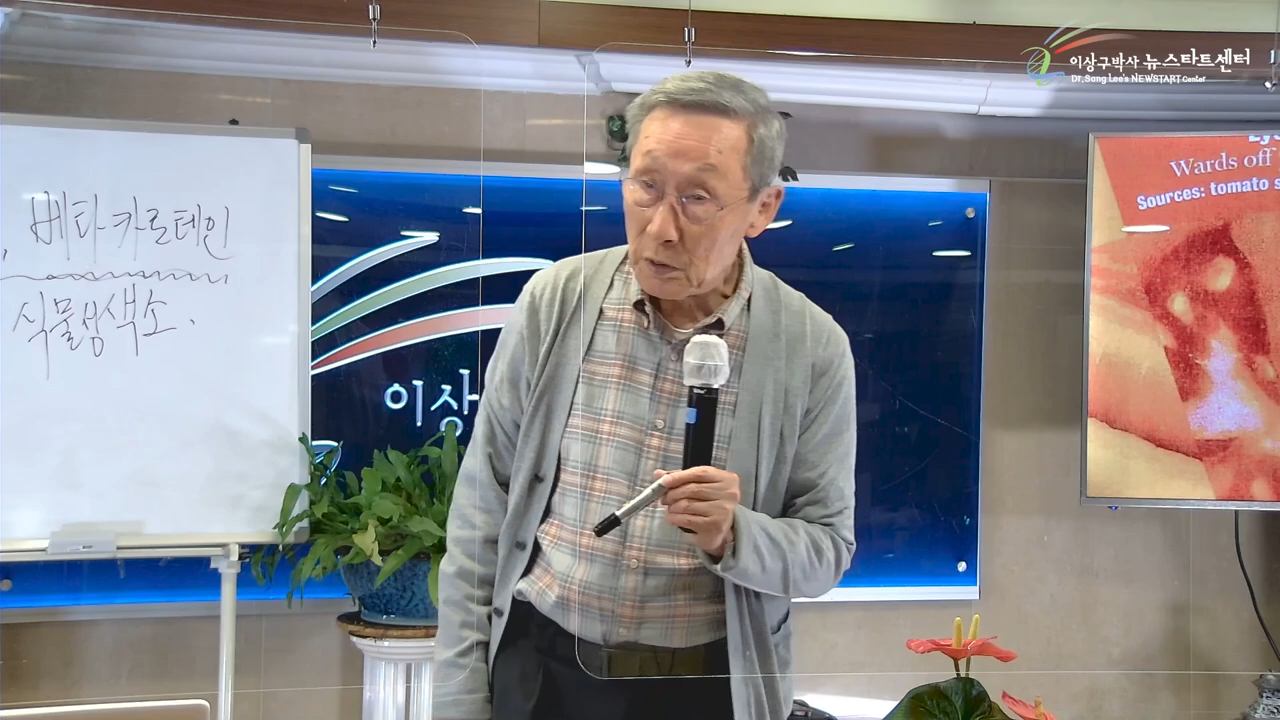 이상구박사 뉴스타트센터
Dr. Sang Lee's NEWSTART Center
Wards off
Sources: tomato s
, 베타카로테인
식물성색소.
이상